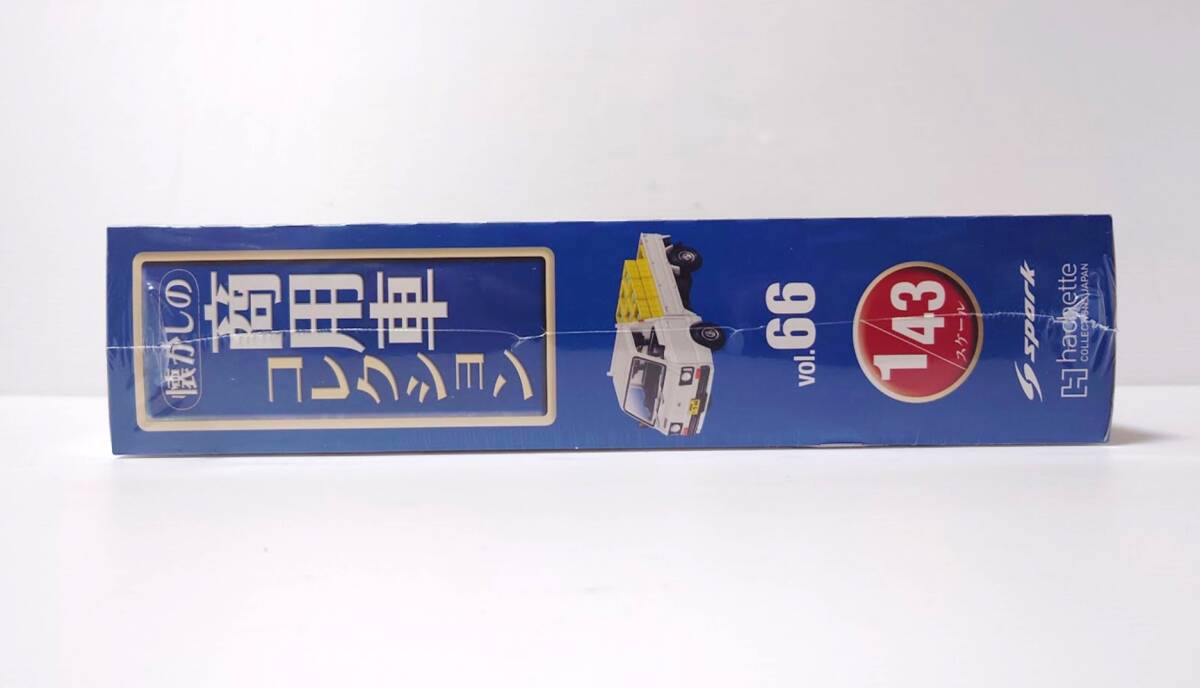 懐かしの
商用車
コレクション
vol.66
1/43
スケール
spark
hachette
COLLECTIONS JAPAN